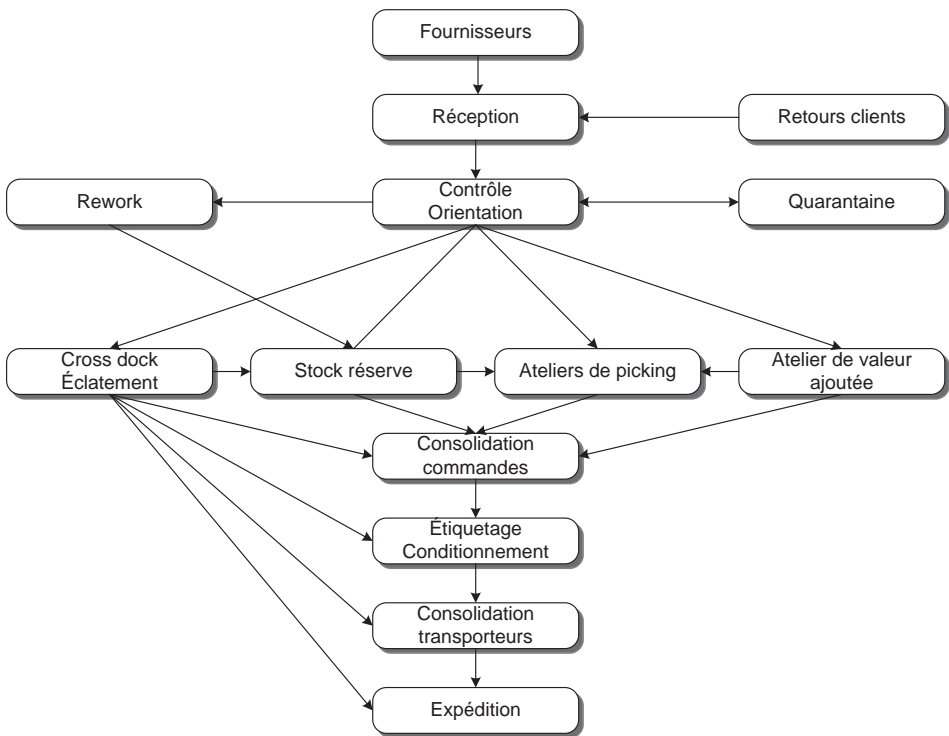 Fournisseurs
Réception
Retours clients
Rework
Contrôle
Orientation
Quarantaine
Cross dock
Éclatement
Stock réserve
Ateliers de picking
Atelier de valeur
ajoutée
Consolidation
commandes
Étiquetage
Conditionnement
Consolidation
transporteurs
Expédition